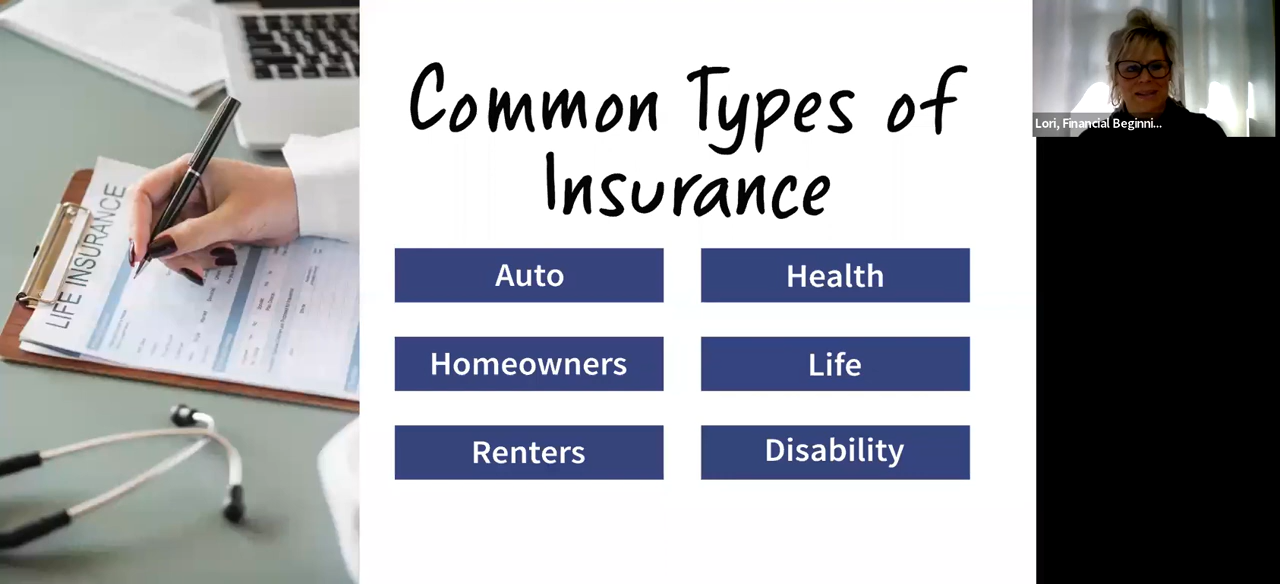 Common Types of
Insurance
Auto
Health
Homeowners
Life
Renters
Disability
LIFE INSURANCE
Lori, Financial Beginni...